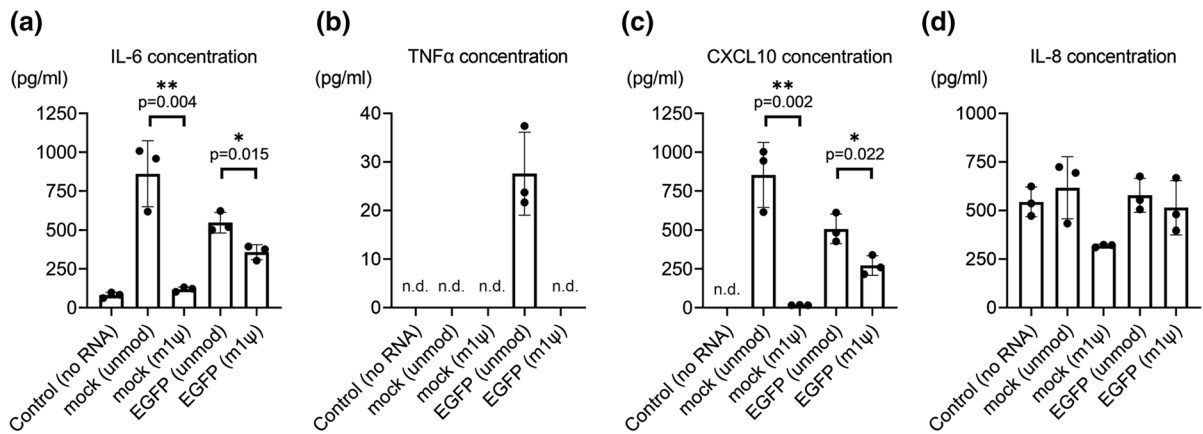 (a)
IL-6 concentration
(pg/ml)
**
p=0.004
*
p=0.015
1250
1000
750
500
250
0
Control (no RNA)
mock (unmod)
mock (m1ψ)
EGFP (unmod)
EGFP (m1ψ)
(b)
TNFα concentration
(pg/ml)
40
30
20
10
0
n.d. n.d. n.d. n.d.
Control (no RNA)
mock (unmod)
mock (m1ψ)
EGFP (unmod)
EGFP (m1ψ)
(c)
CXCL10 concentration
(pg/ml)
**
p=0.002
*
p=0.022
1250
1000
750
500
250
0
n.d.
Control (no RNA)
mock (unmod)
mock (m1ψ)
EGFP (unmod)
EGFP (m1ψ)
(d)
IL-8 concentration
(pg/ml)
1000
750
500
250
0
Control (no RNA)
mock (unmod)
mock (m1ψ)
EGFP (unmod)
EGFP (m1ψ)